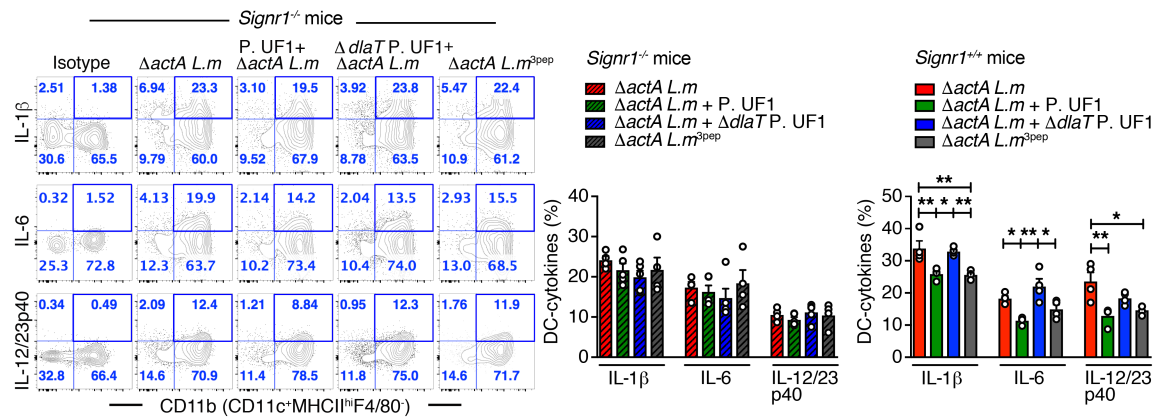 Signr1-/- mice
Isotype
ΔactA L.m
P. UF1+
ΔactA L.m
Δ dlaT P. UF1+
ΔactA L.m
ΔactA L.m3pep
IL-1β
2.51 1.38 6.94 23.3 3.10 19.5 3.92 23.8 5.47 22.4
30.6 65.5 9.79 60.0 9.52 67.9 8.78 63.5 10.9 61.2
IL-6
0.32 1.52 4.13 19.9 2.14 14.2 2.04 13.5 2.93 15.5
25.3 72.8 12.3 63.7 10.2 73.4 10.4 74.0 13.0 68.5
IL-12/23p40
0.34 0.49 2.09 12.4 1.21 8.84 0.95 12.3 1.76 11.9
32.8 66.4 14.6 70.9 11.4 78.5 11.8 75.0 14.6 71.7
CD11b (CD11c+MHCIIhiF4/80-)
Signr1-/- mice
ΔactA L.m
ΔactA L.m + P. UF1
ΔactA L.m + ΔdlaT P. UF1
ΔactA L.m3pep
DC-cytokines (%)
40
30
20
10
0
IL-1β IL-6 IL-12/23
p40
Signr1+/+ mice
ΔactA L.m
ΔactA L.m + P. UF1
ΔactA L.m + ΔdlaT P. UF1
ΔactA L.m3pep
DC-cytokines (%)
50
40
30
20
10
0
**
** * **
* ** *
*
**
IL-1β IL-6 IL-12/23
p40